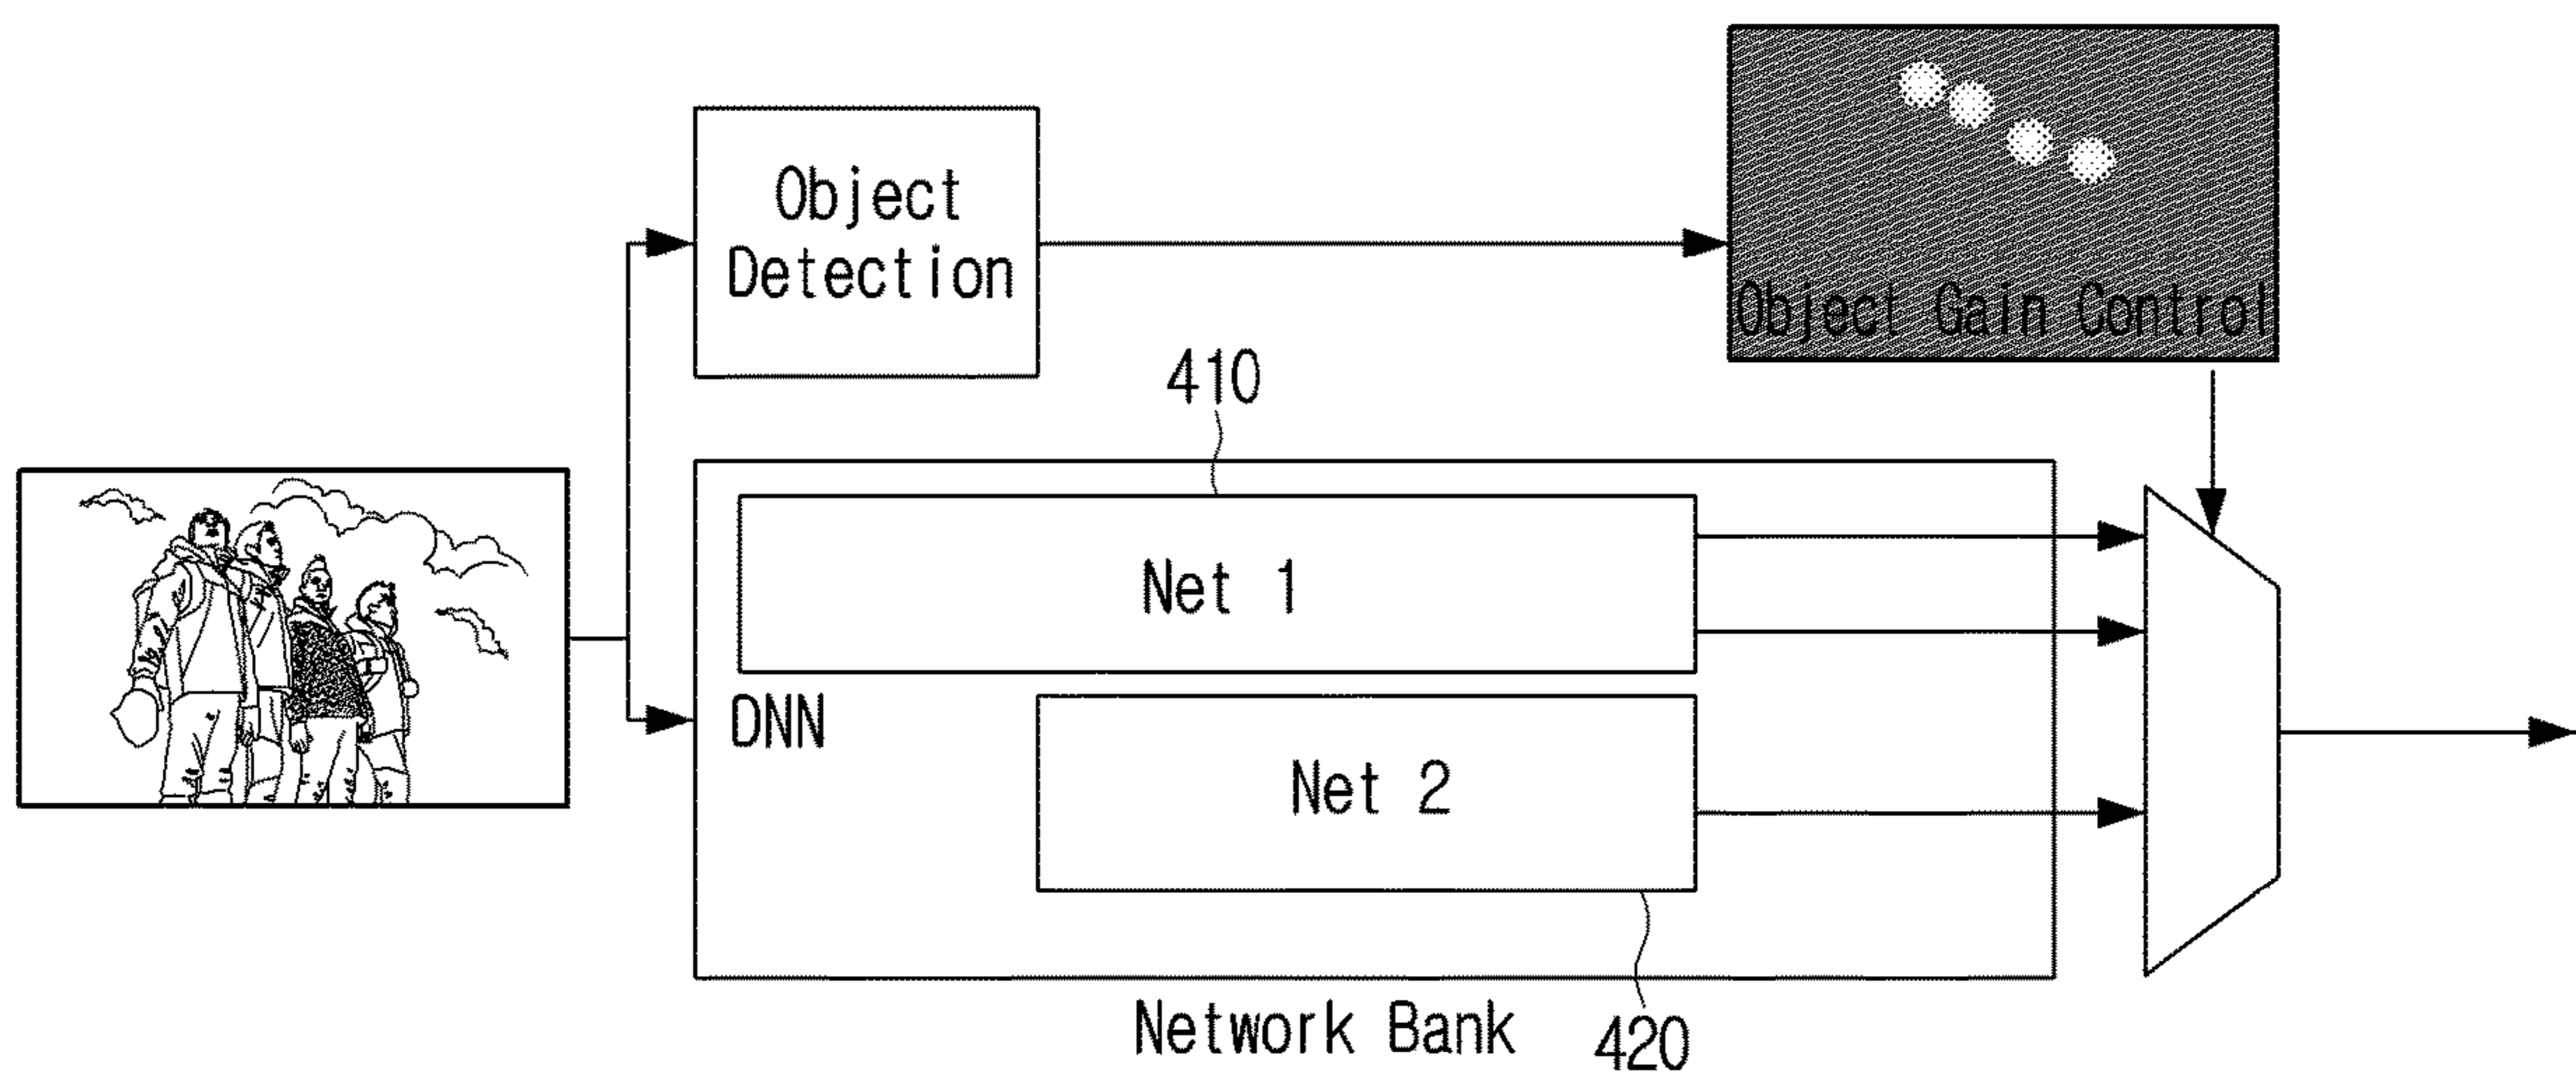 Object
Detection
Object Gain Control
410
Net 1
DNN
Net 2
Network Bank
420